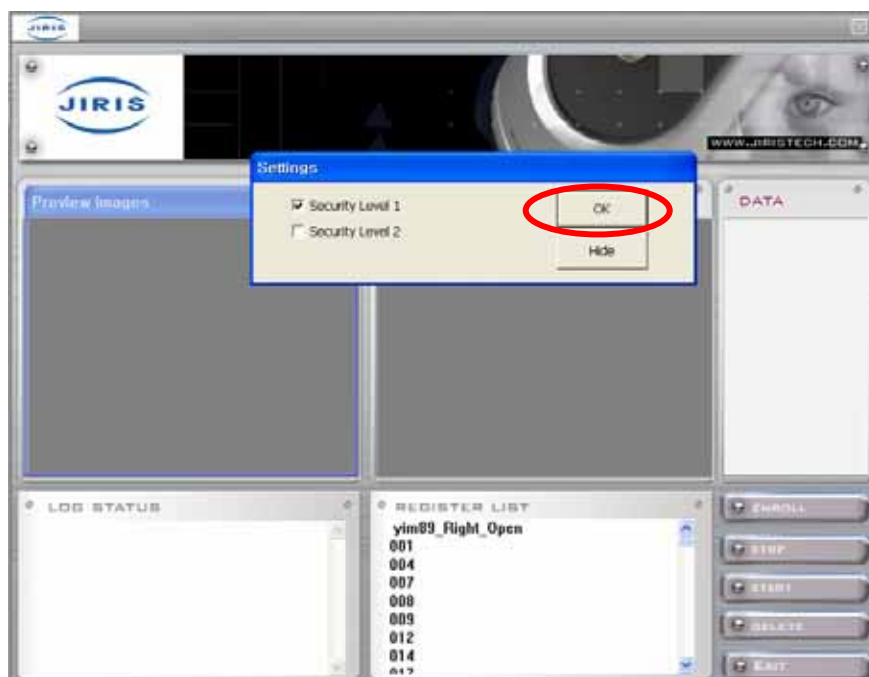 JIRIS
JIRIS
WWW.JIRISTECH.COM
Settings
Security Level 1
OK
Security Level 2
Hide
Preview Images
DATA
LOG STATUS
REGISTER LIST
yim89_Right_Open
001
004
007
008
009
012
014
017
ENROLL
STOP
START
DELETE
EXIT